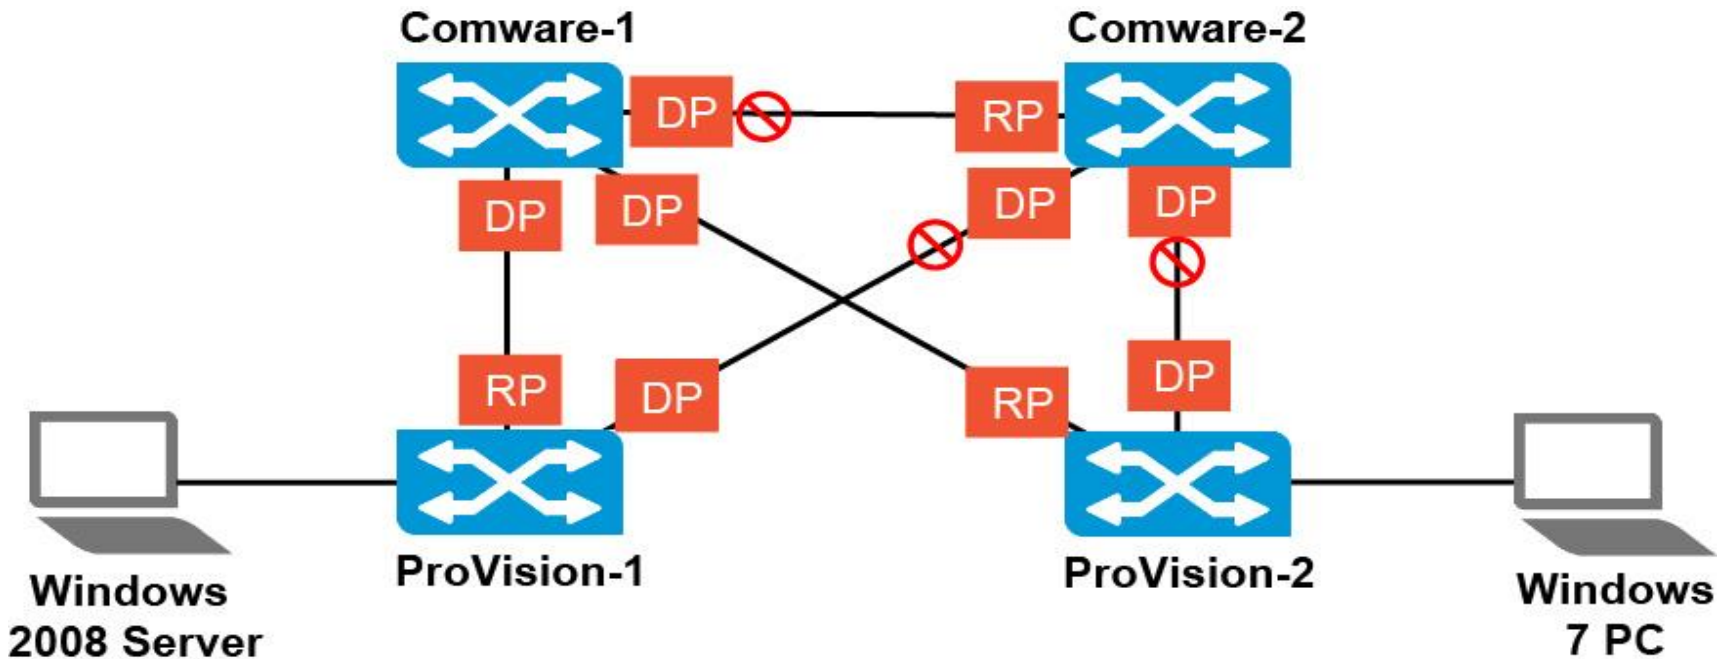 Comware-1
Comware-2
DP
RP
DP
DP
DP
DP
RP
DP
RP
DP
ProVision-1
ProVision-2
Windows
2008 Server
Windows
7 PC